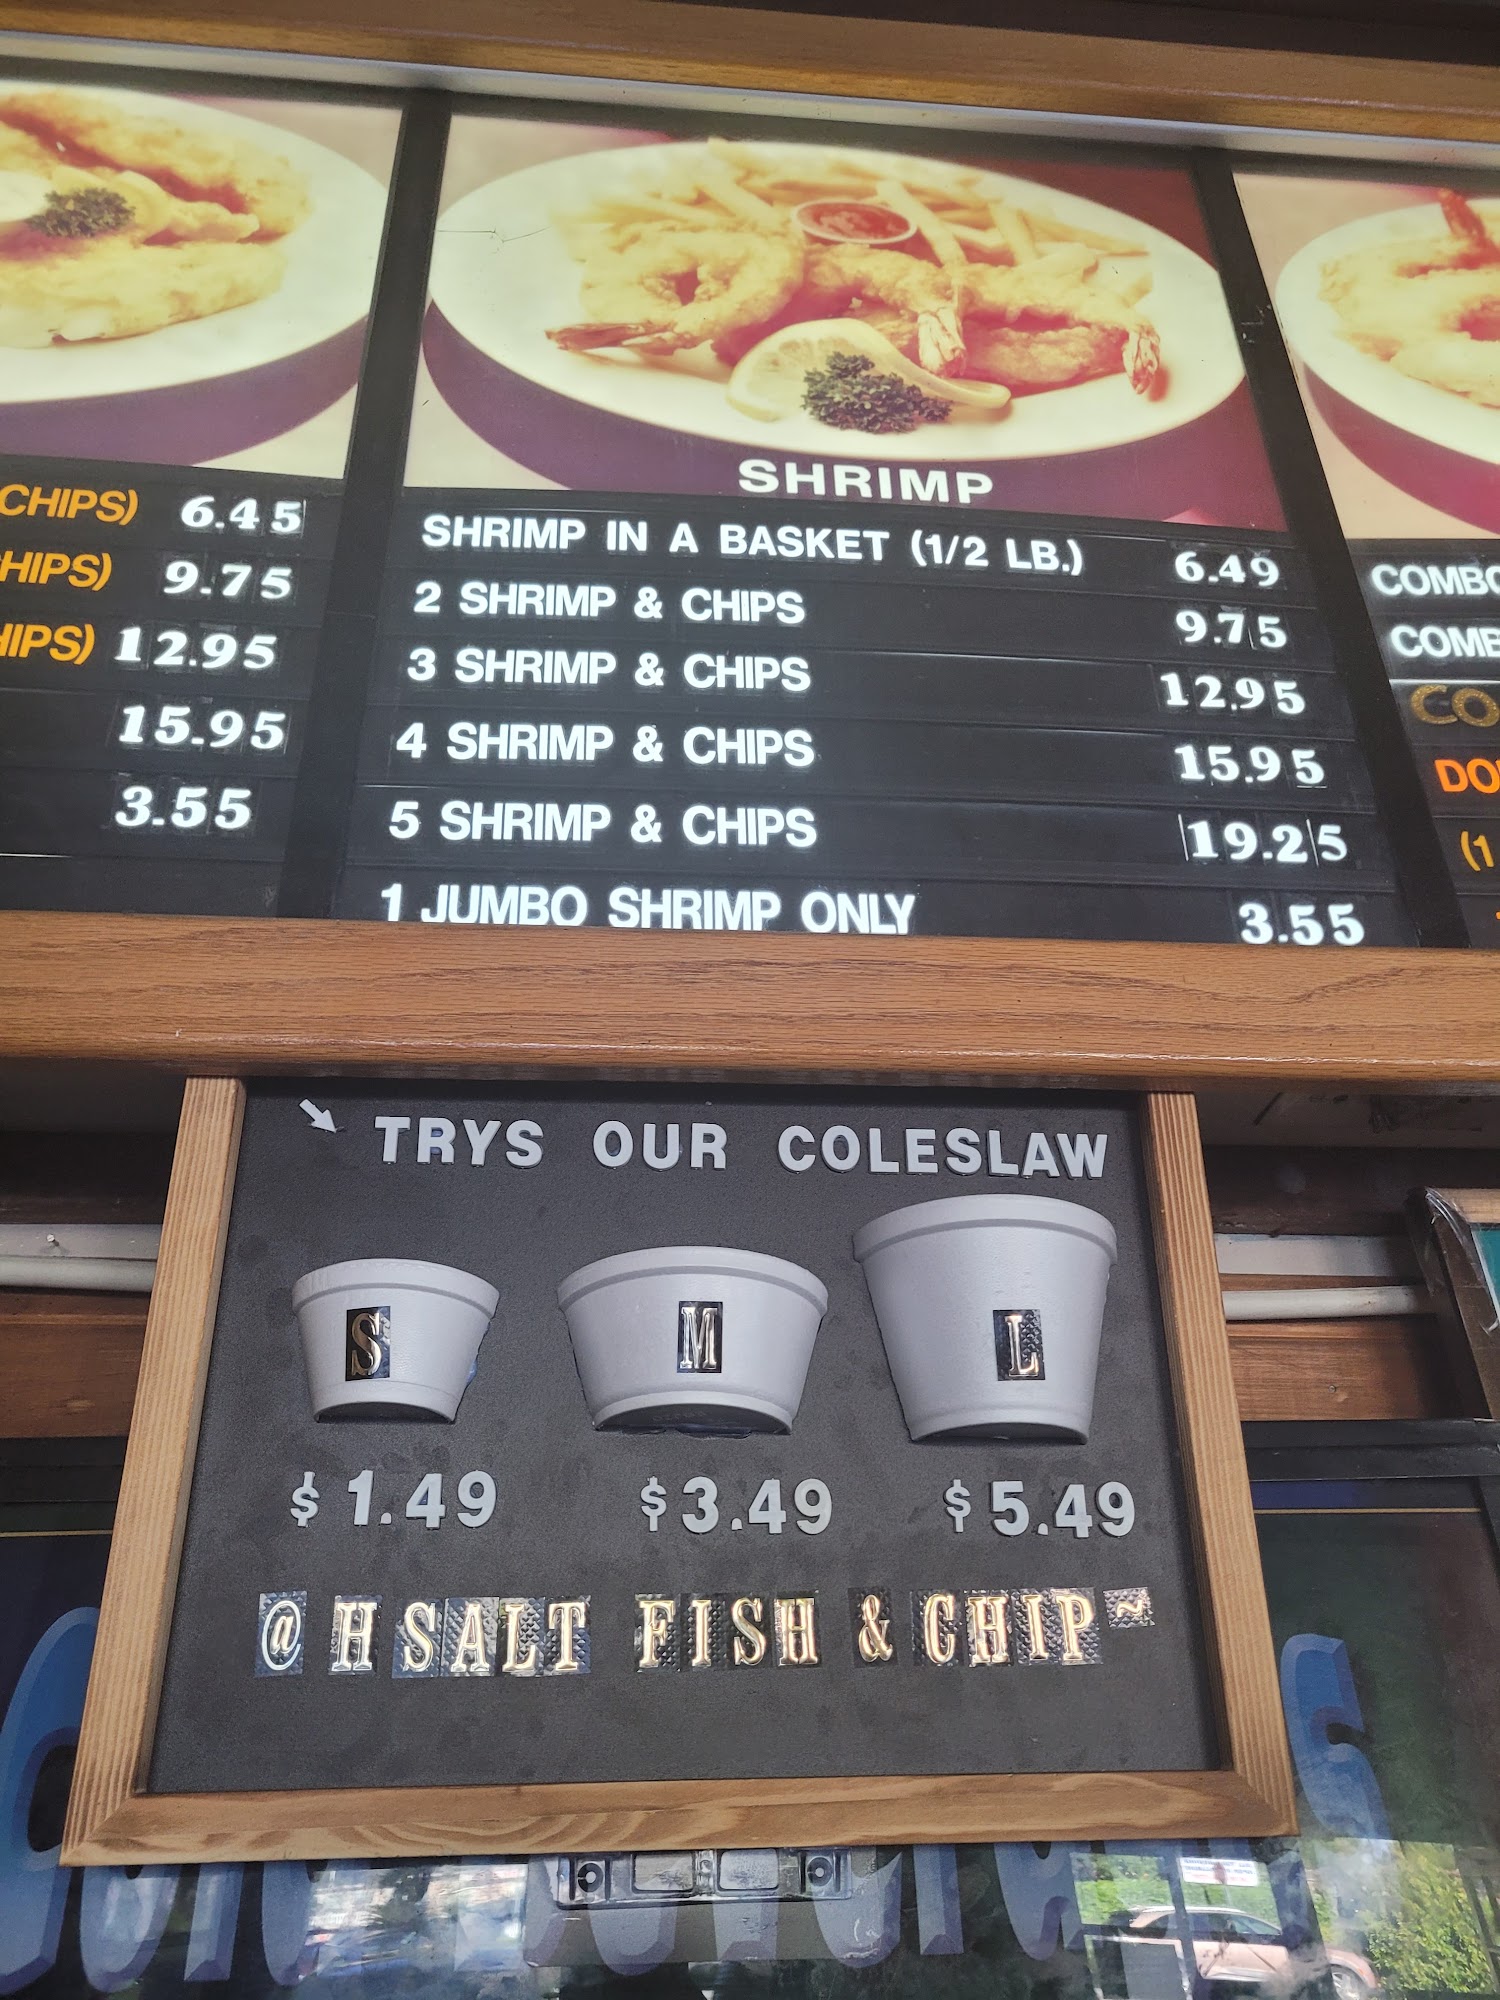 CHIPS) 6.45
HIPS) 9.75
HIPS) 12.95
15.95
3.55
SHRIMP
SHRIMP IN A BASKET (1/2 LB.) 6.49
2 SHRIMP & CHIPS 9.75
3 SHRIMP & CHIPS 12.95
4 SHRIMP & CHIPS 15.95
5 SHRIMP & CHIPS 19.25
1 JUMBO SHRIMP ONLY 3.55
COMBO
COMB
CO
DO
(1
TRYS OUR COLESLAW
S M L
$1.49 $3.49 $5.49
@ H SALT FISH & CHIP~